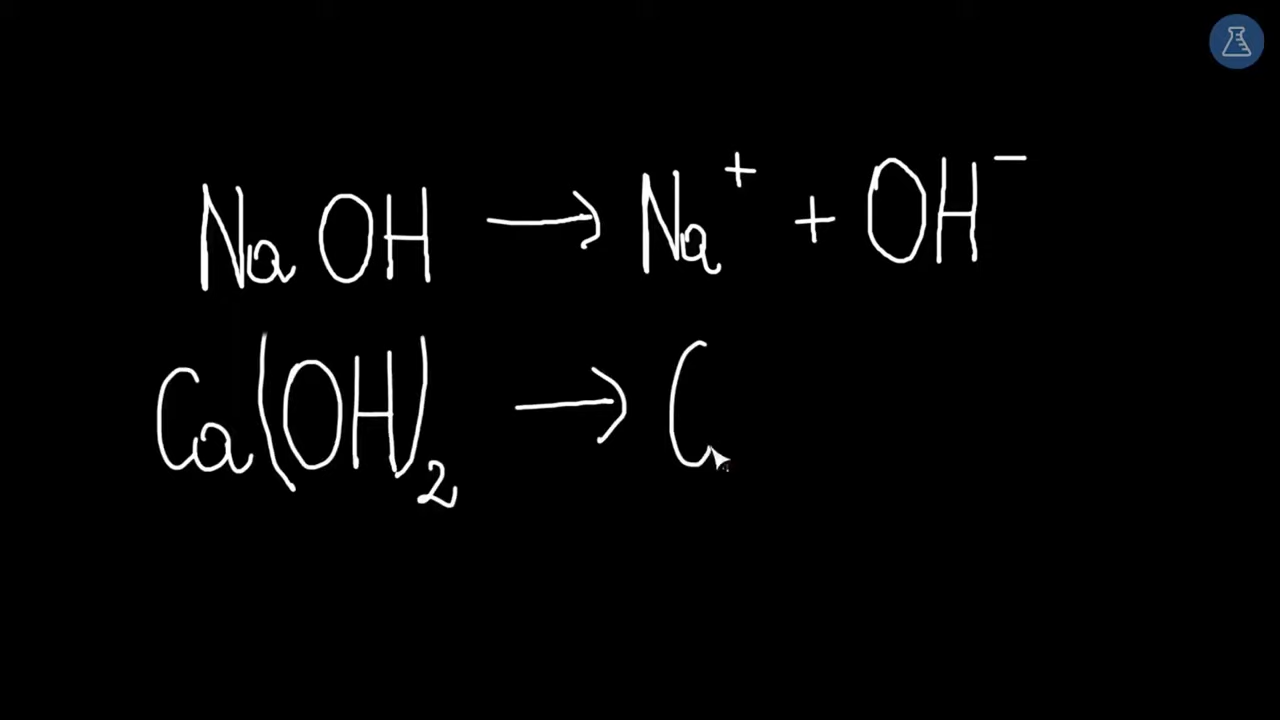 NaOH → Na⁺ + OH⁻
Ca(OH)₂ → C